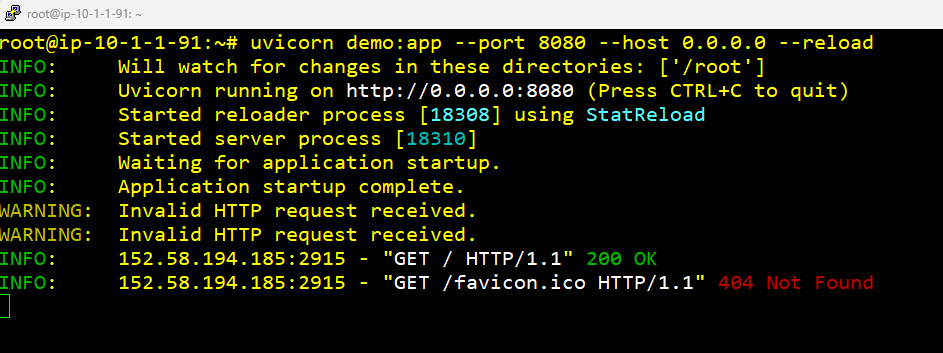 root@ip-10-1-1-91: ~
root@ip-10-1-1-91:~# uvicorn demo:app --port 8080 --host 0.0.0.0 --reload
INFO:     Will watch for changes in these directories: ['/root']
INFO:     Uvicorn running on http://0.0.0.0:8080 (Press CTRL+C to quit)
INFO:     Started reloader process [18308] using StatReload
INFO:     Started server process [18310]
INFO:     Waiting for application startup.
INFO:     Application startup complete.
WARNING:  Invalid HTTP request received.
WARNING:  Invalid HTTP request received.
INFO:     152.58.194.185:2915 - "GET / HTTP/1.1" 200 OK
INFO:     152.58.194.185:2915 - "GET /favicon.ico HTTP/1.1" 404 Not Found